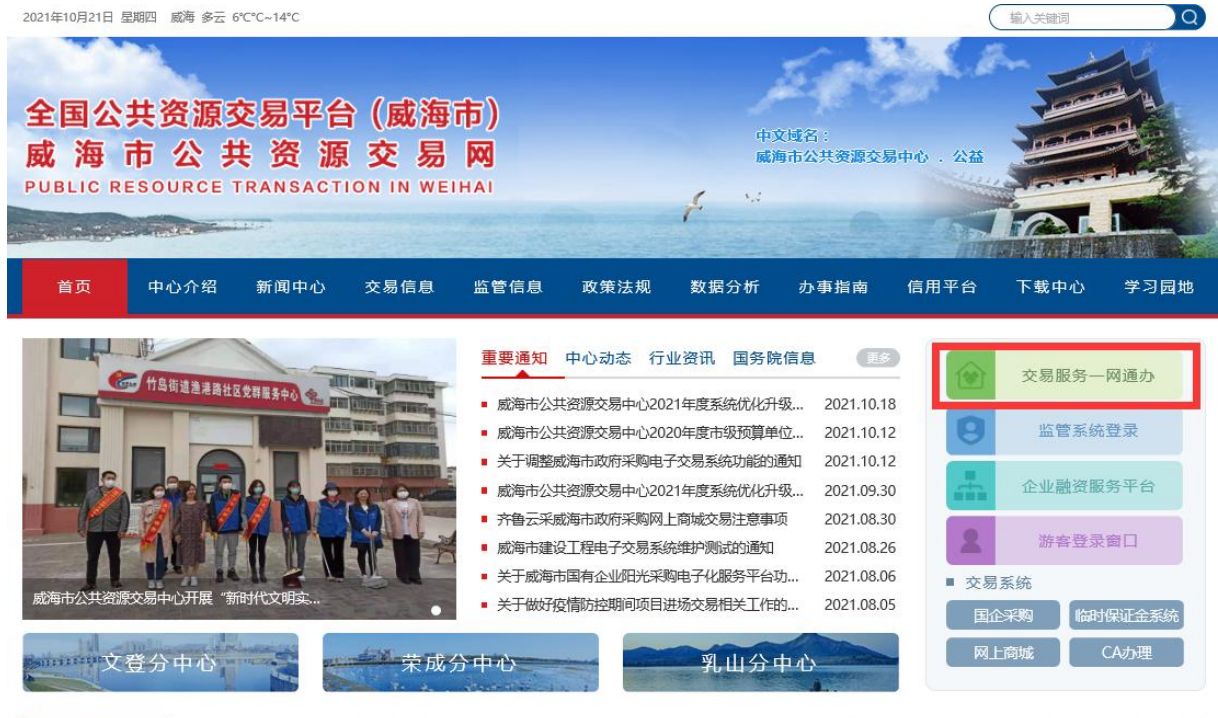 2021年10月21日 星期四 威海 多云 6℃°C~14°C
输入关键词
全国公共资源交易平台（威海市）
威海市公共资源交易网
PUBLIC RESOURCE TRANSACTION IN WEIHAI
中文域名：
威海市公共资源交易中心 . 公益
首页 中心介绍 新闻中心 交易信息 监管信息 政策法规 数据分析 办事指南 信用平台 下载中心 学习园地
竹岛街道渔港路社区党群服务中心
威海市公共资源交易中心开展“新时代文明实...
重要通知 中心动态 行业资讯 国务院信息 更多
威海市公共资源交易中心2021年度系统优化升级... 2021.10.18
威海市公共资源交易中心2020年度市级预算单位... 2021.10.12
关于调整威海市政府采购电子交易系统功能的通知 2021.10.12
威海市公共资源交易中心2021年度系统优化升级... 2021.09.30
齐鲁云采威海市政府采购网上商城交易注意事项 2021.08.30
威海市建设工程电子交易系统维护测试的通知 2021.08.26
关于威海市国有企业阳光采购电子化服务平台功... 2021.08.06
关于做好疫情防控期间项目进场交易相关工作的... 2021.08.05
交易服务一网通办
监管系统登录
企业融资服务平台
游客登录窗口
交易系统
国企采购 临时保证金系统
网上商城 CA办理
文登分中心 荣成分中心 乳山分中心